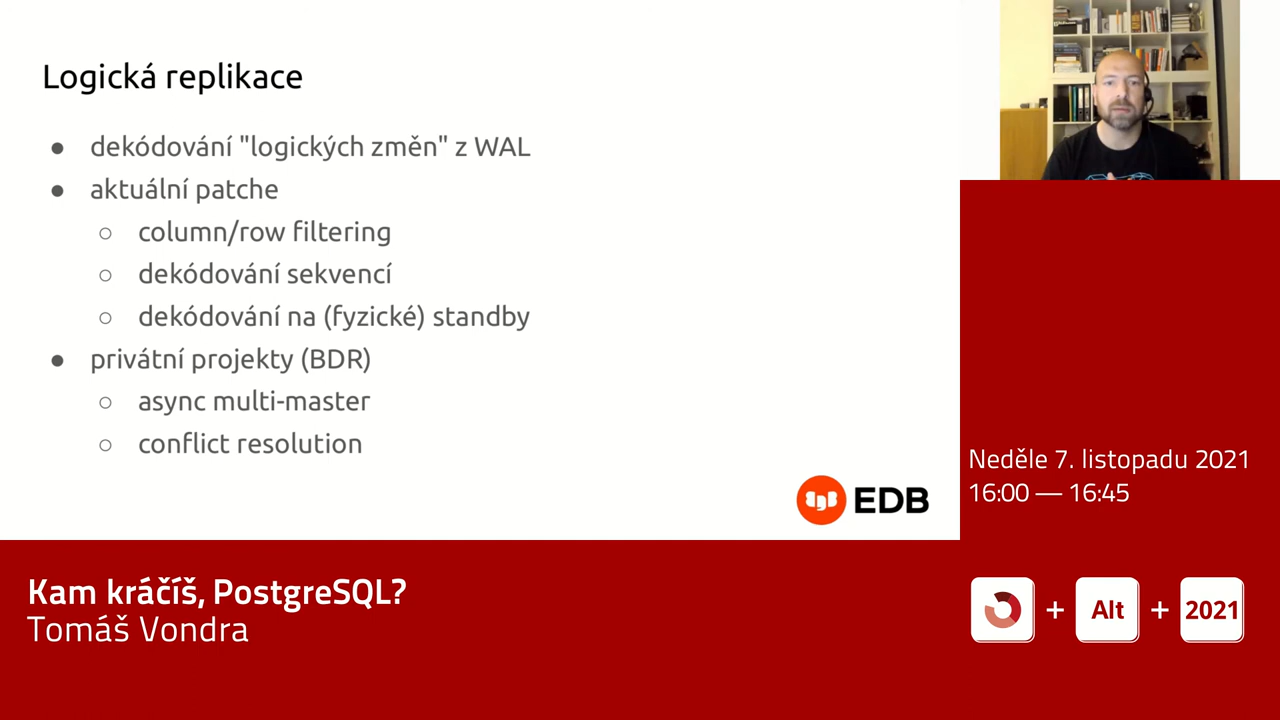 Logická replikace
● dekódování "logických změn" z WAL
● aktuální patche
○ column/row filtering
○ dekódování sekvencí
○ dekódování na (fyzické) standby
● privátní projekty (BDR)
○ async multi-master
○ conflict resolution
EDB
Neděle 7. listopadu 2021
16:00 — 16:45
Kam kráčíš, PostgreSQL?
Tomáš Vondra
+ Alt + 2021